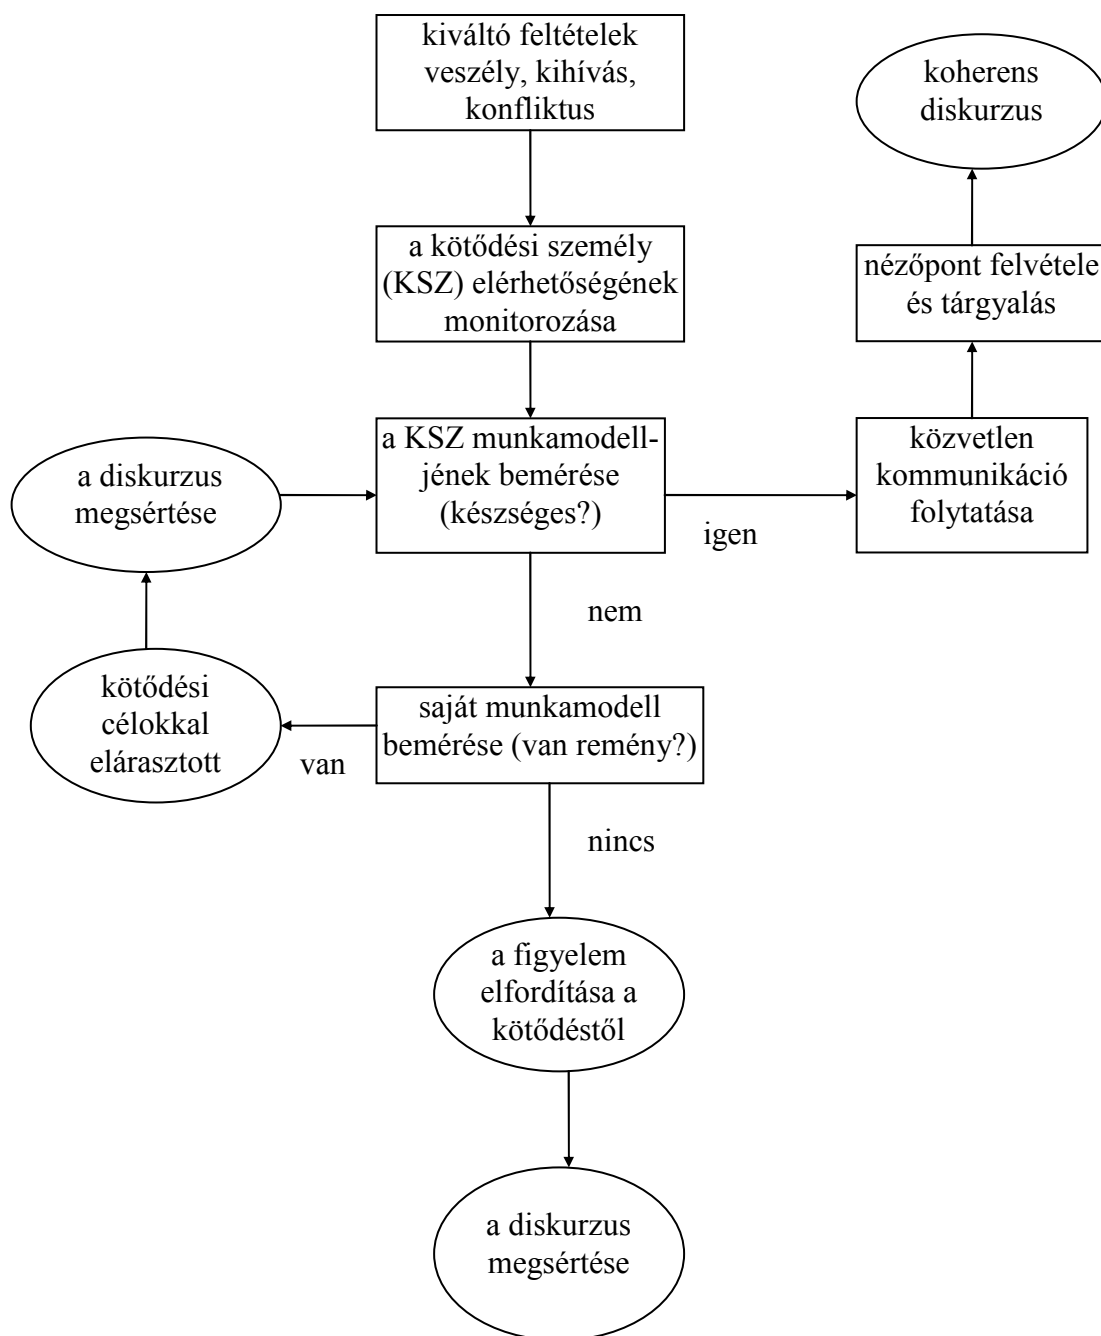 kiváltó feltételek
veszély, kihívás,
konfliktus
koherens
diskurzus
a kötődési személy
(KSZ) elérhetőségének
monitorozása
nézőpont felvétele
és tárgyalás
a KSZ munkamodell-
jének bemérése
(készséges?)
igen
közvetlen
kommunikáció
folytatása
a diskurzus
megsértése
nem
kötődési
célokkal
elárasztott
van
saját munkamodell
bemérése (van remény?)
nincs
a figyelem
elfordítása a
kötődéstől
a diskurzus
megsértése